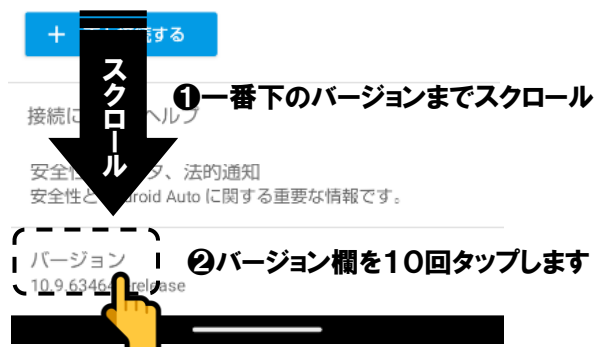 ＋ する
スクロール
❶一番下のバージョンまでスクロール
接続に ヘルプ
安全性 タ、法的通知
安全性と roid Auto に関する重要な情報です。
バージョン
❷バージョン欄を１０回タップします
10.9.63464 release